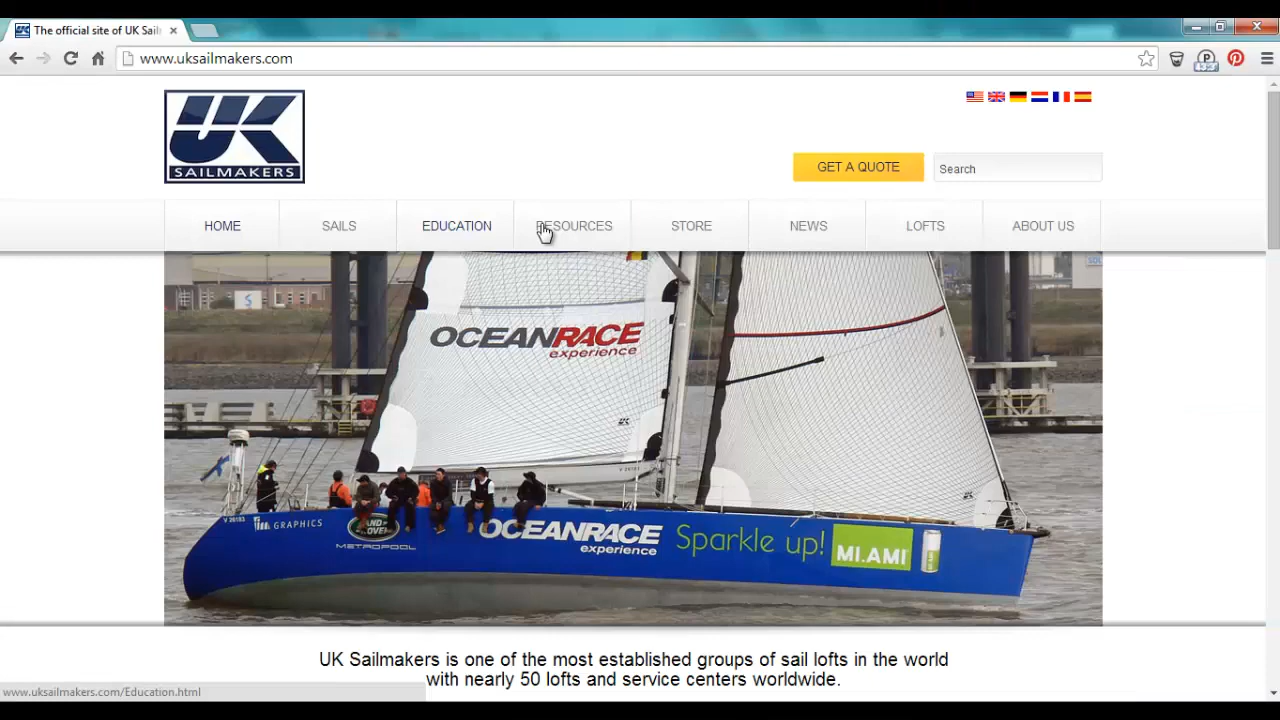 The official site of UK Sail
www.uksailmakers.com
UK
SAILMAKERS
GET A QUOTE
Search
HOME
SAILS
EDUCATION
RESOURCES
STORE
NEWS
LOFTS
ABOUT US
OCEANRACE
experience
UK
UK
V 20103
GRAPHICS
LAND ROVER
METROPOOL
OCEANRACE
experience
Sparkle up!
MI.AMI
UK Sailmakers is one of the most established groups of sail lofts in the world
with nearly 50 lofts and service centers worldwide.
www.uksailmakers.com/Education.html